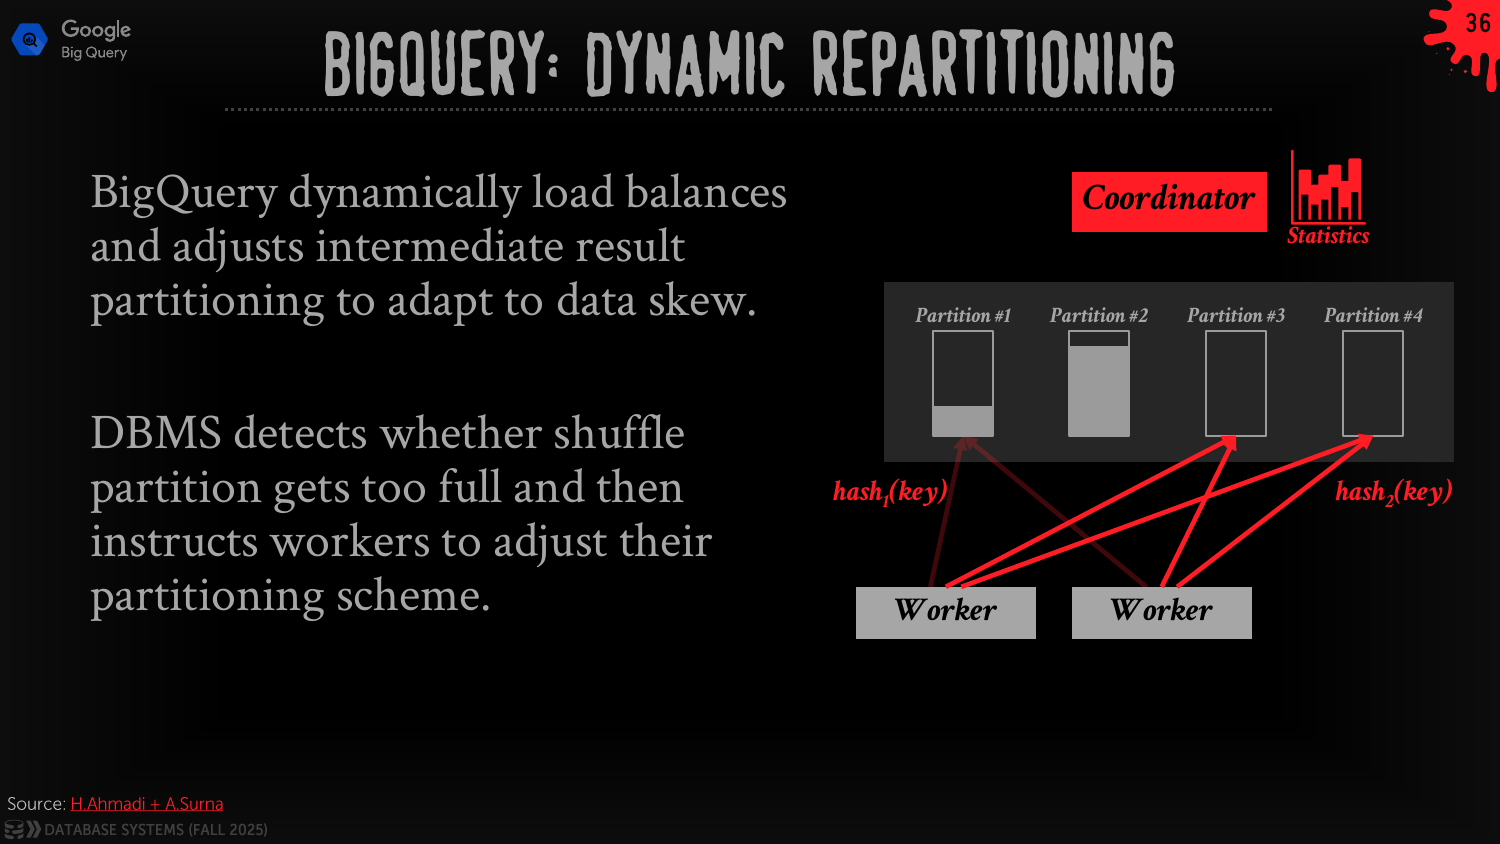 Google
Big Query
BIGQUERY: DYNAMIC REPARTITIONING
36
BigQuery dynamically load balances
and adjusts intermediate result
partitioning to adapt to data skew.
DBMS detects whether shuffle
partition gets too full and then
instructs workers to adjust their
partitioning scheme.
Coordinator
Statistics
Partition #1 Partition #2 Partition #3 Partition #4
hash1(key) hash2(key)
Worker Worker
Source: H.Ahmadi + A.Surna
DATABASE SYSTEMS (FALL 2025)